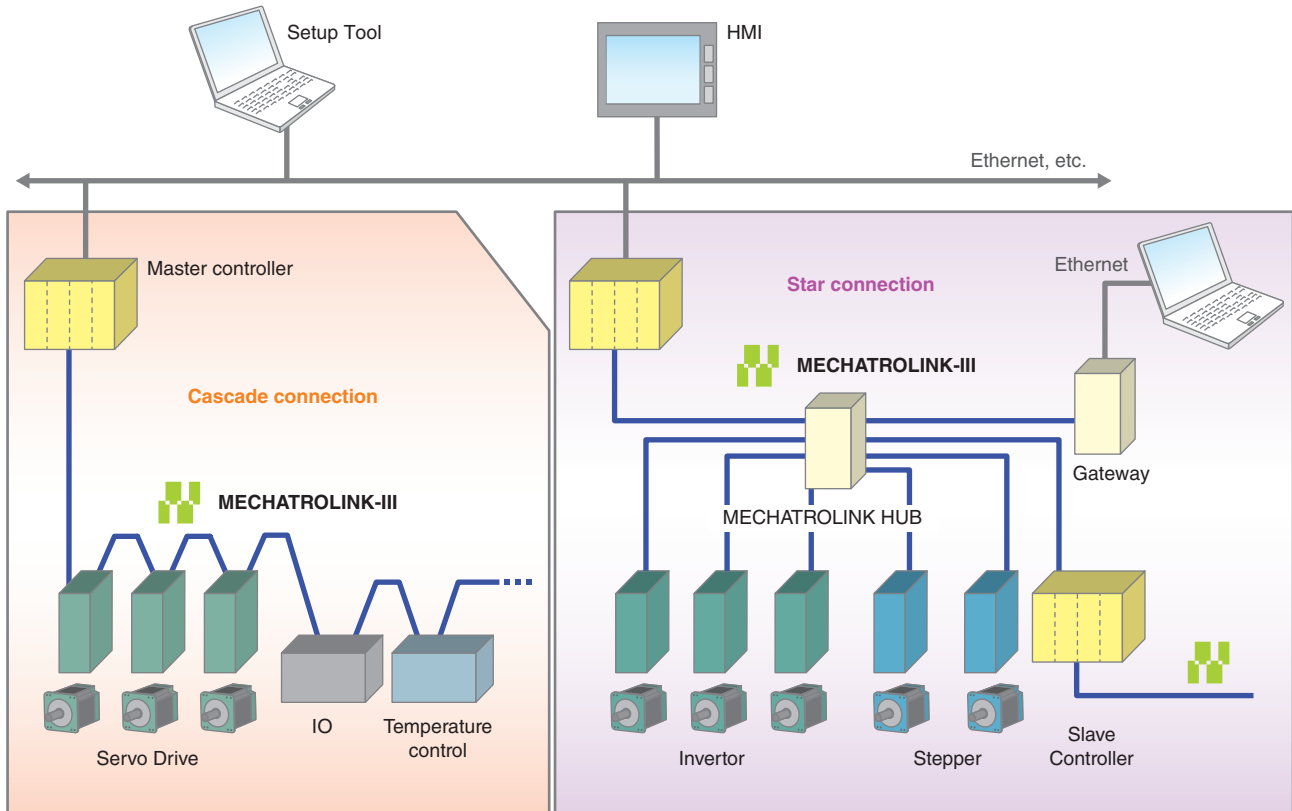 Setup Tool
HMI
Ethernet, etc.
Master controller
Cascade connection
MECHATROLINK-III
Servo Drive
IO
Temperature
control
Star connection
Ethernet
MECHATROLINK-III
Gateway
MECHATROLINK HUB
Invertor
Stepper
Slave
Controller